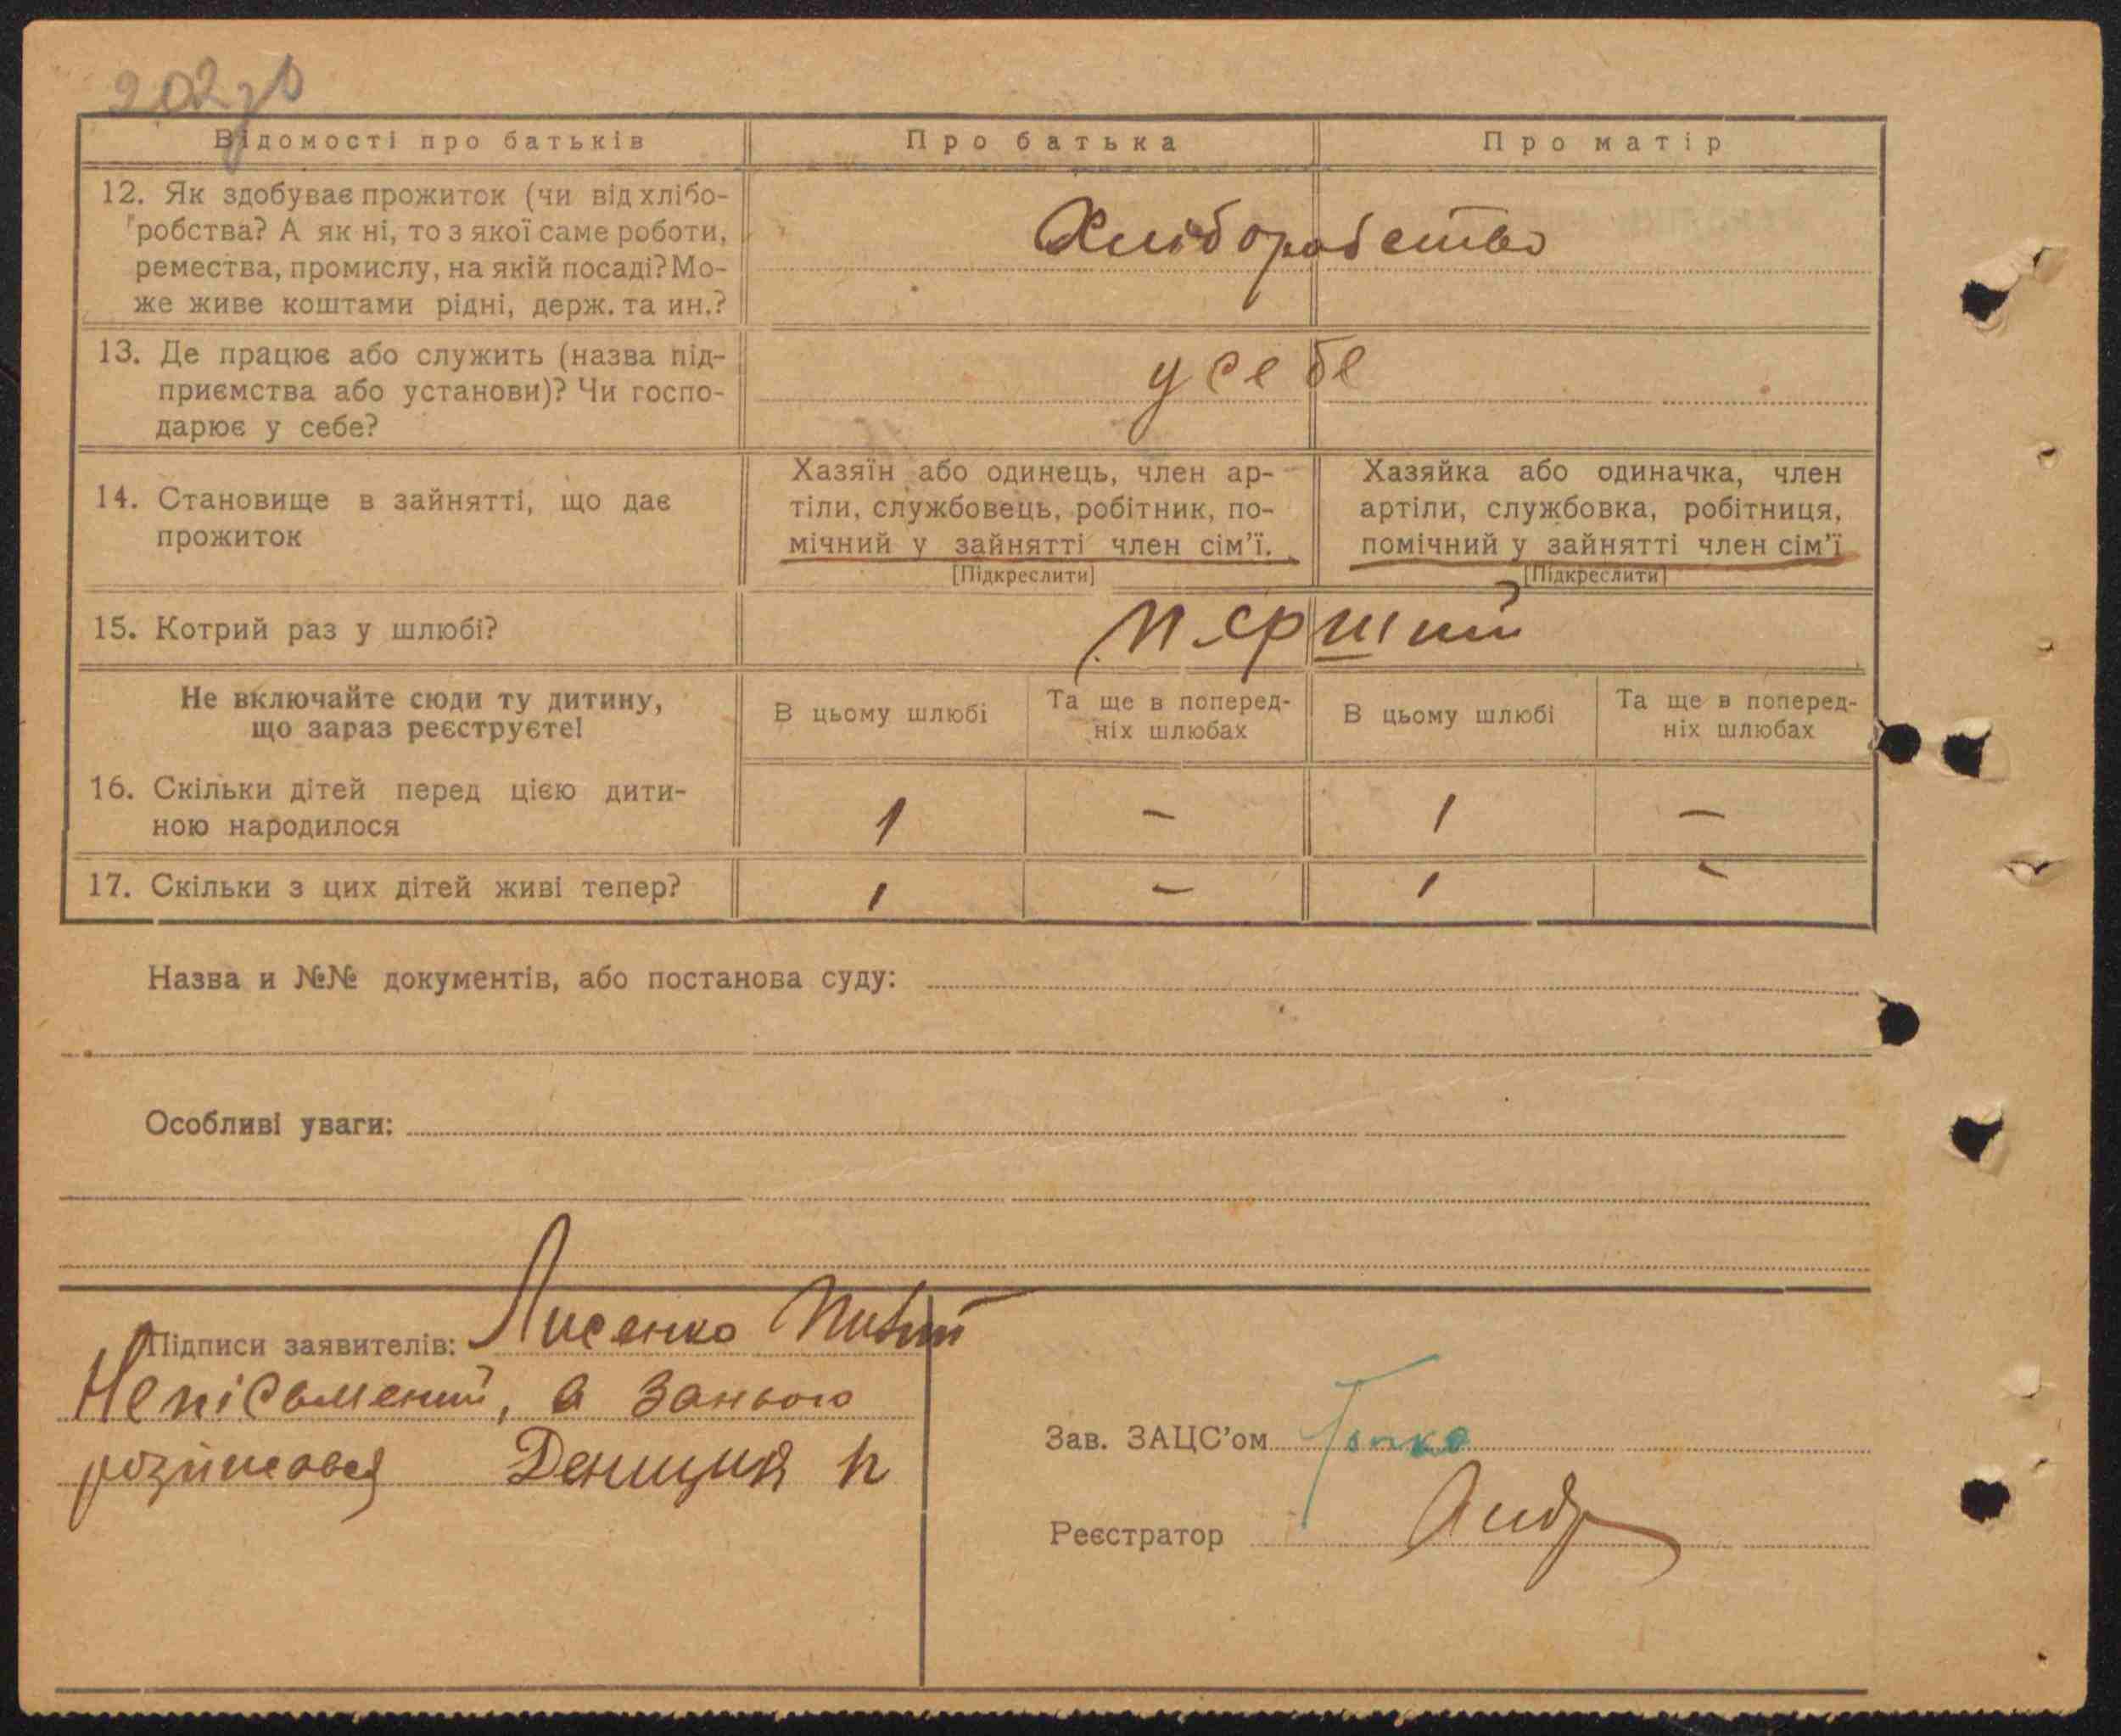 202зв
Відомості про батьків
Про батька
Про матір
12. Як здобуває прожиток (чи від хлібо-
робства? А як ні, то з якої саме роботи,
ремества, промислу, на якій посаді? Мо-
же живе коштами рідні, держ. та ин.?
Хліборобство
13. Де працює або служить (назва під-
приємства або установи)? Чи госпо-
дарює у себе?
у себе
14. Становище в зайнятті, що дає
прожиток
Хазяїн або одинець, член ар-
тіли, службовець, робітник, по-
мічний у зайнятті член сім'ї.
[Підкреслити]
Хазяйка або одиначка, член
артіли, службовка, робітниця,
помічний у зайнятті член сім'ї
[Підкреслити]
15. Котрий раз у шлюбі?
перший
Не включайте сюди ту дитину,
що зараз реєструєте!
В цьому шлюбі
Та ще в поперед-
ніх шлюбах
В цьому шлюбі
Та ще в поперед-
ніх шлюбах
16. Скільки дітей перед цією дити-
ною народилося
1 – 1 –
17. Скільки з цих дітей живі тепер?
1 – 1 –
Назва и №№ документів, або постанова суду:
Особливі уваги:
Підписи заявителів: Лисенко
Непісьмений, а за нього
розписався Денищия п
Зав. ЗАЦС'ом
Реєстратор